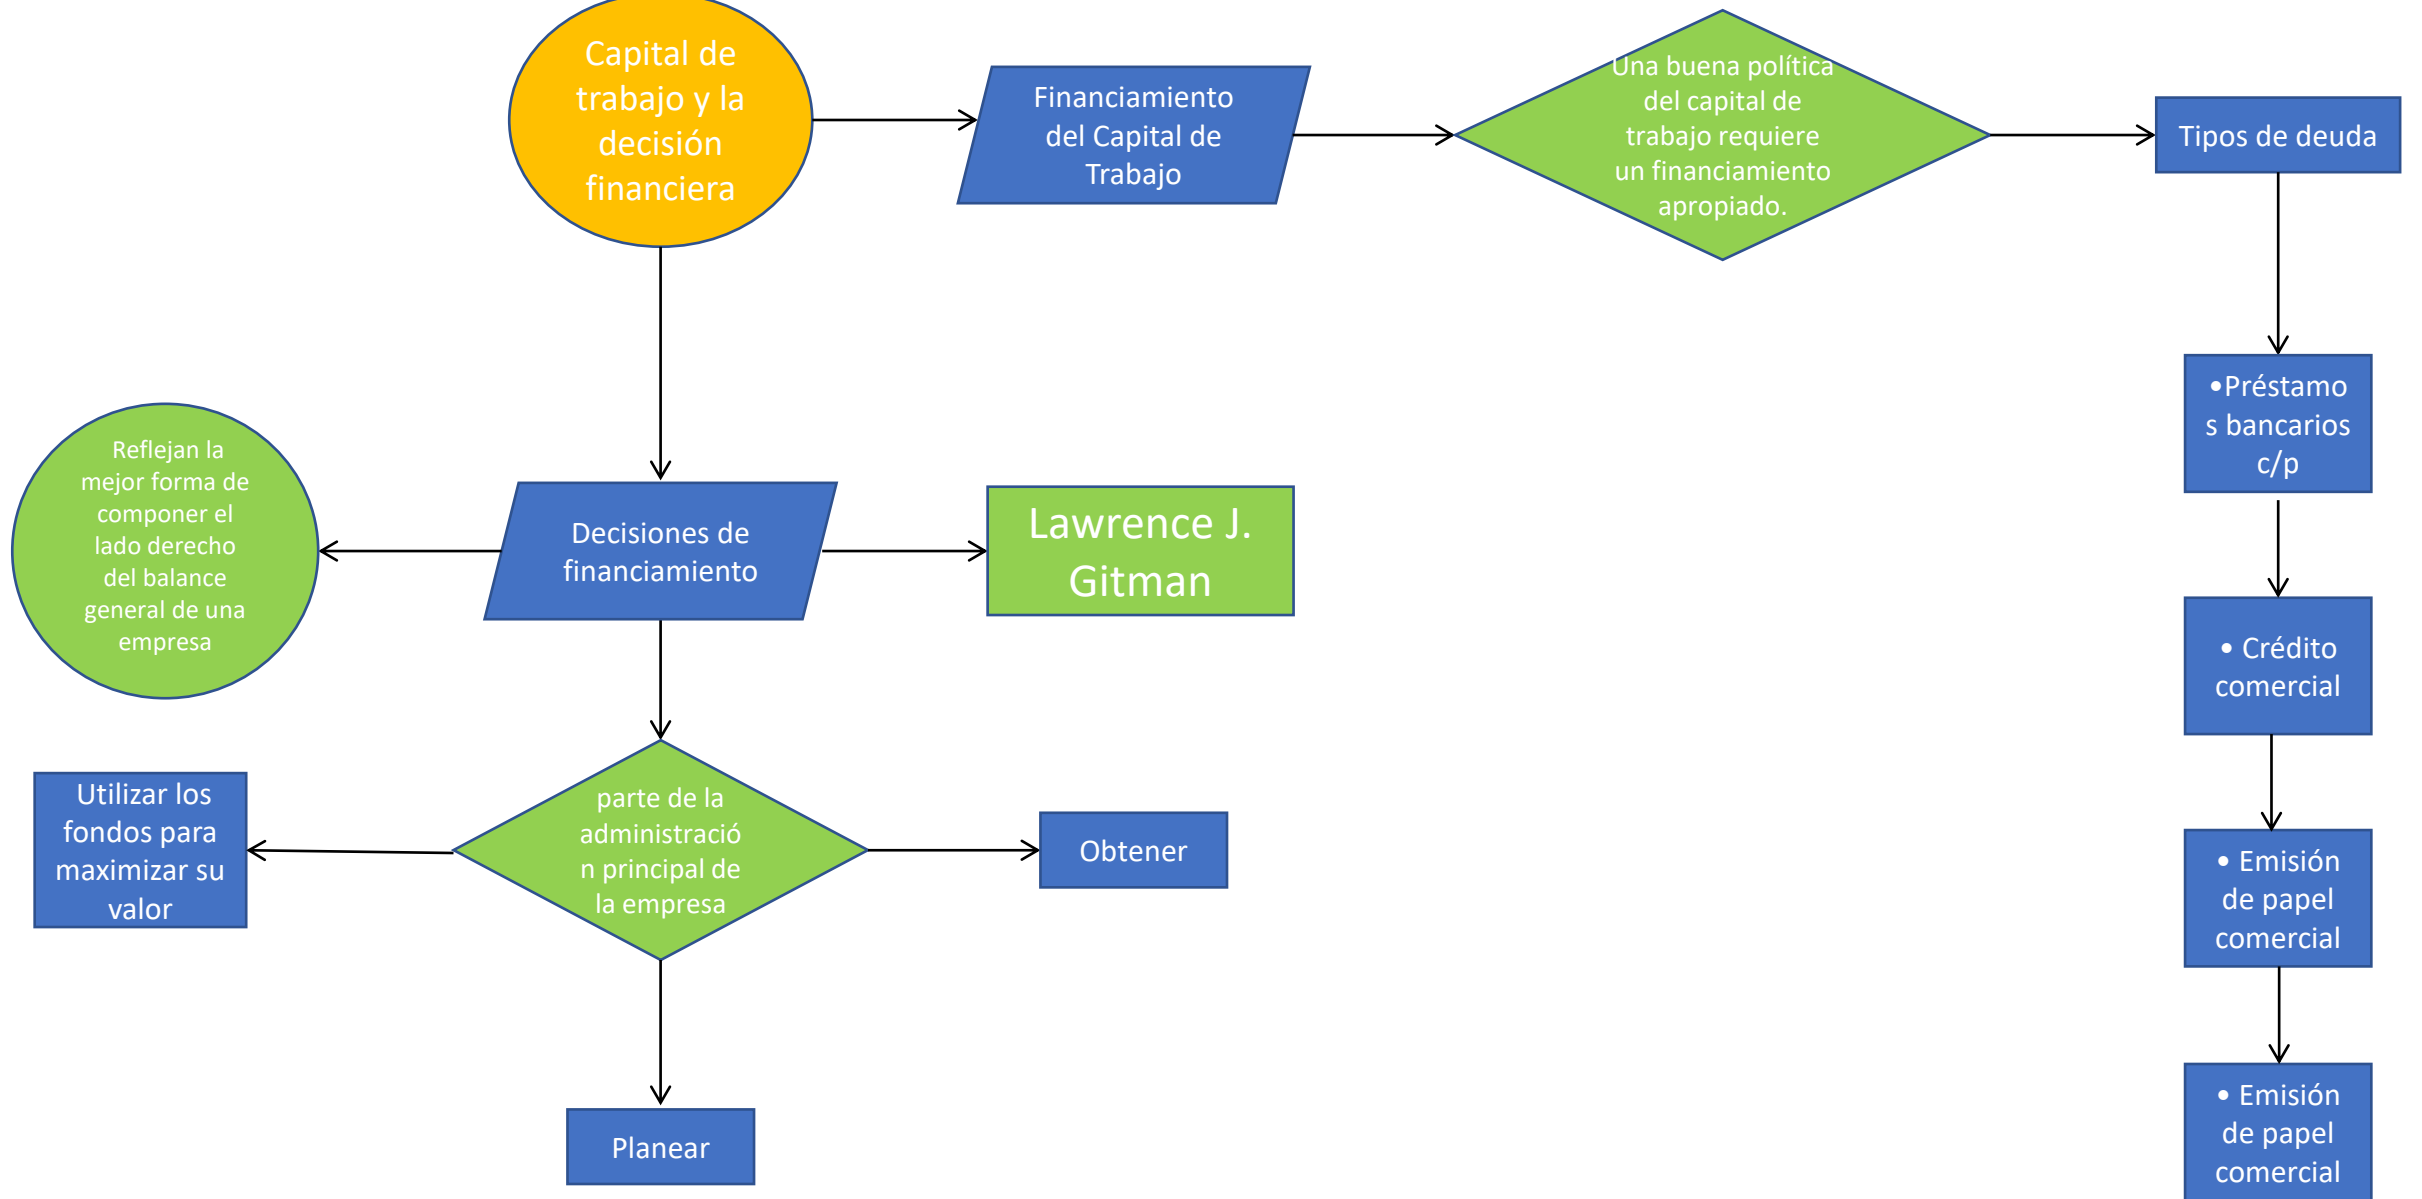 Capital de
trabajo y la
decisión
financiera
Financiamiento
del Capital de
Trabajo
Una buena política
del capital de
trabajo requiere
un financiamiento
apropiado.
Tipos de deuda
•Préstamo
s bancarios
c/p
• Crédito
comercial
• Emisión
de papel
comercial
• Emisión
de papel
comercial
Decisiones de
financiamiento
Reflejan la
mejor forma de
componer el
lado derecho
del balance
general de una
empresa
Lawrence J.
Gitman
parte de la
administració
n principal de
la empresa
Utilizar los
fondos para
maximizar su
valor
Obtener
Planear